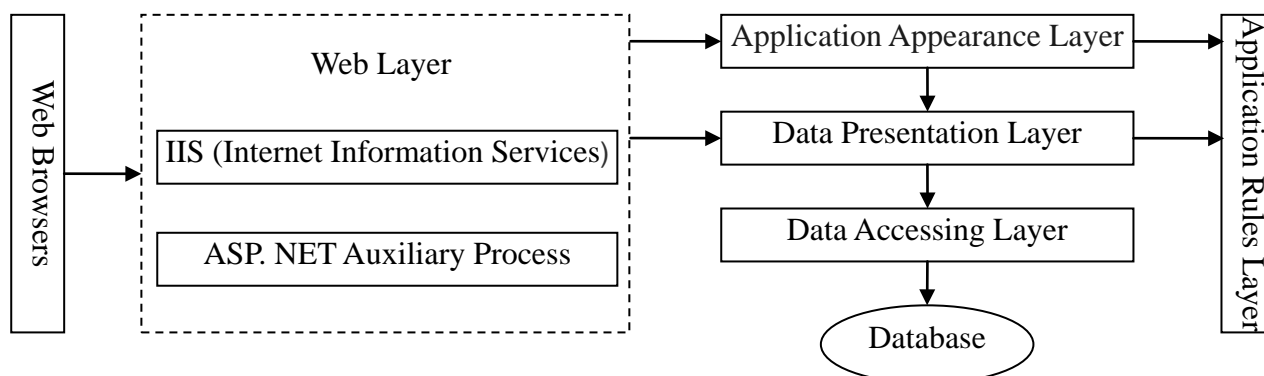 Web Browsers
Web Layer
IIS (Internet Information Services)
ASP. NET Auxiliary Process
Application Appearance Layer
Data Presentation Layer
Data Accessing Layer
Database
Application Rules Layer